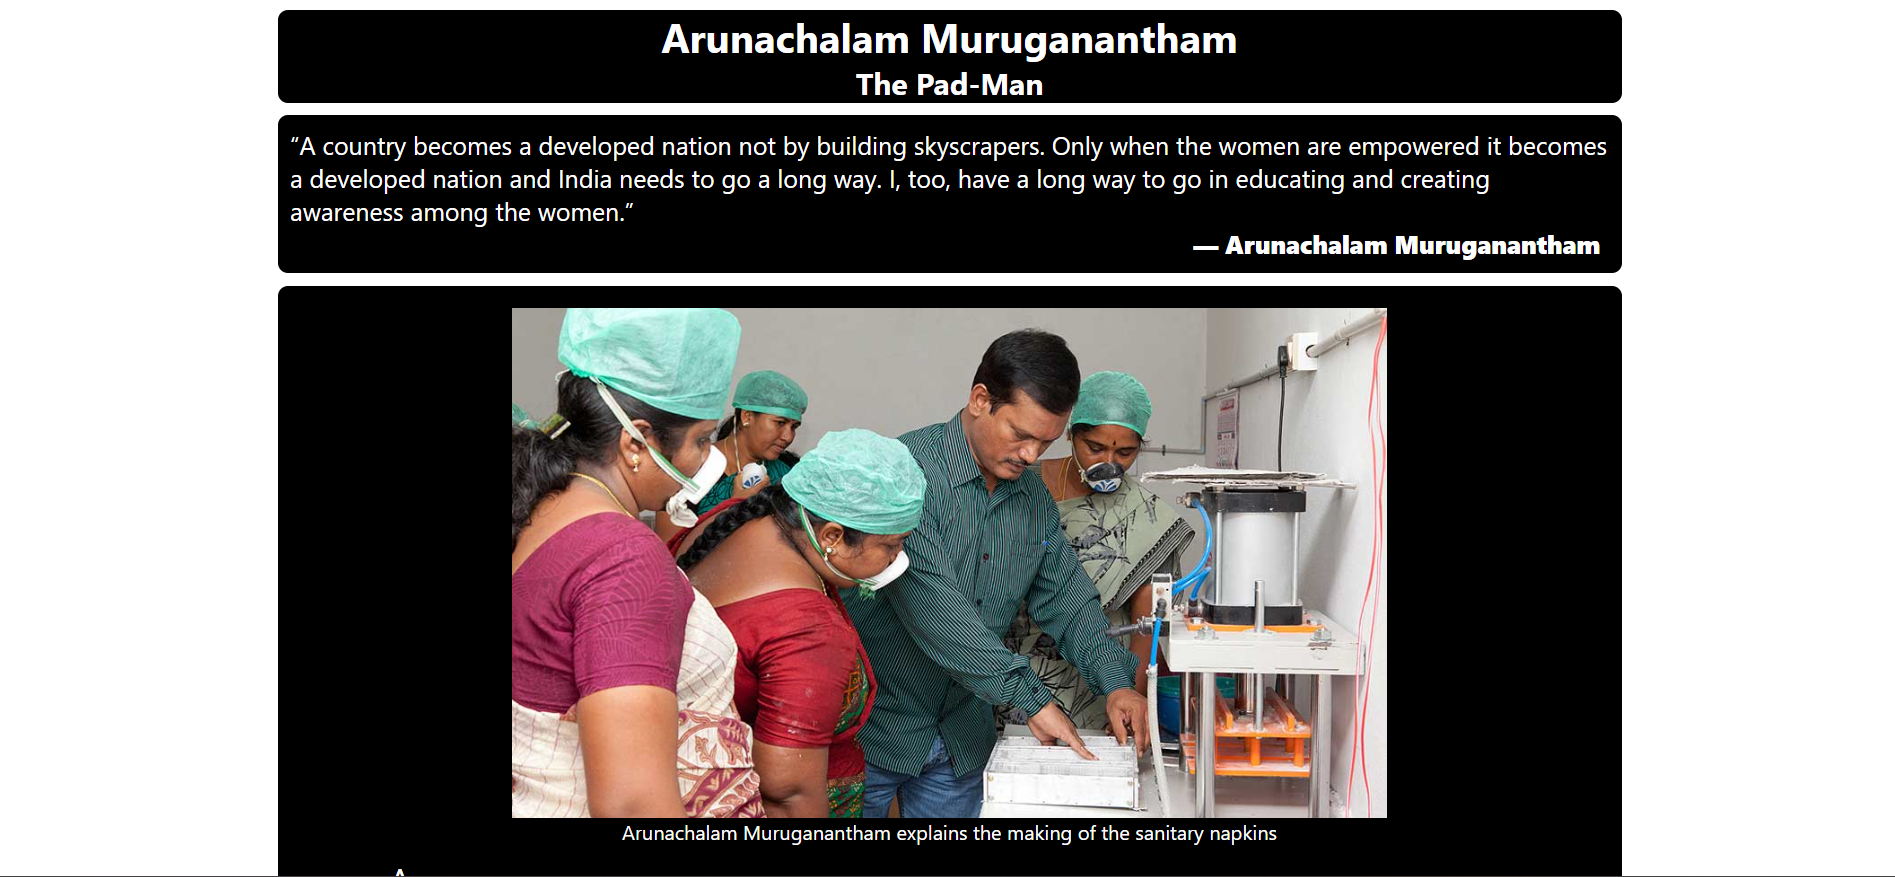 Arunachalam Muruganantham
The Pad-Man
“A country becomes a developed nation not by building skyscrapers. Only when the women are empowered it becomes
a developed nation and India needs to go a long way. I, too, have a long way to go in educating and creating
awareness among the women.”
— Arunachalam Muruganantham
Arunachalam Muruganantham explains the making of the sanitary napkins